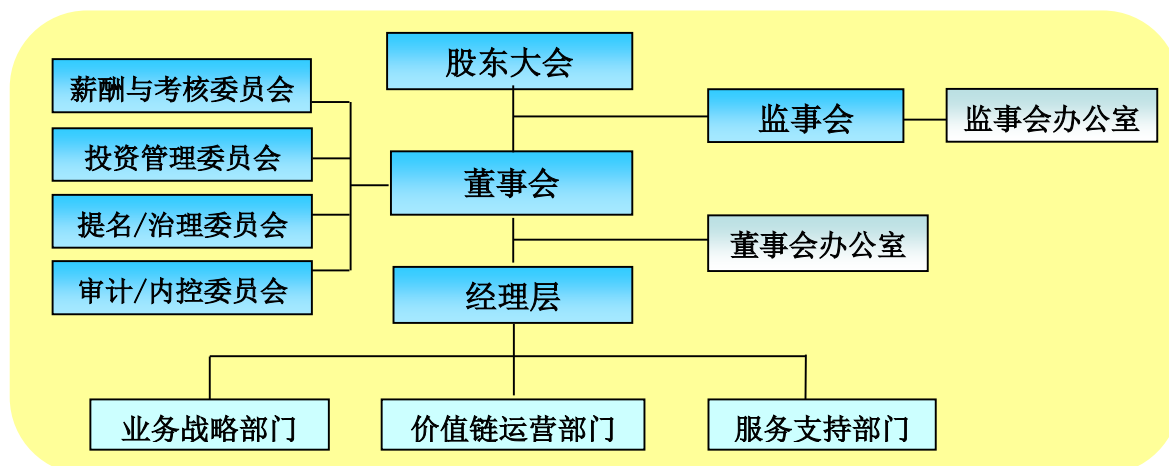 股东大会
薪酬与考核委员会
监事会
监事会办公室
投资管理委员会
董事会
提名/治理委员会
董事会办公室
审计/内控委员会
经理层
业务战略部门
价值链运营部门
服务支持部门